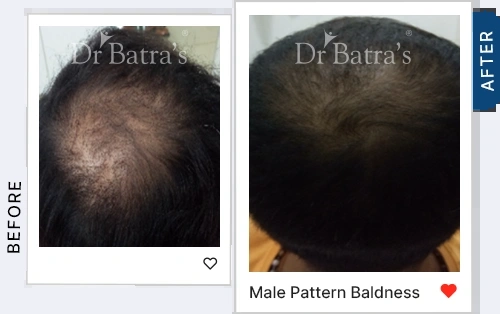 BEFORE
Dr Batra's
Dr Batra's®
AFTER
Male Pattern Baldness